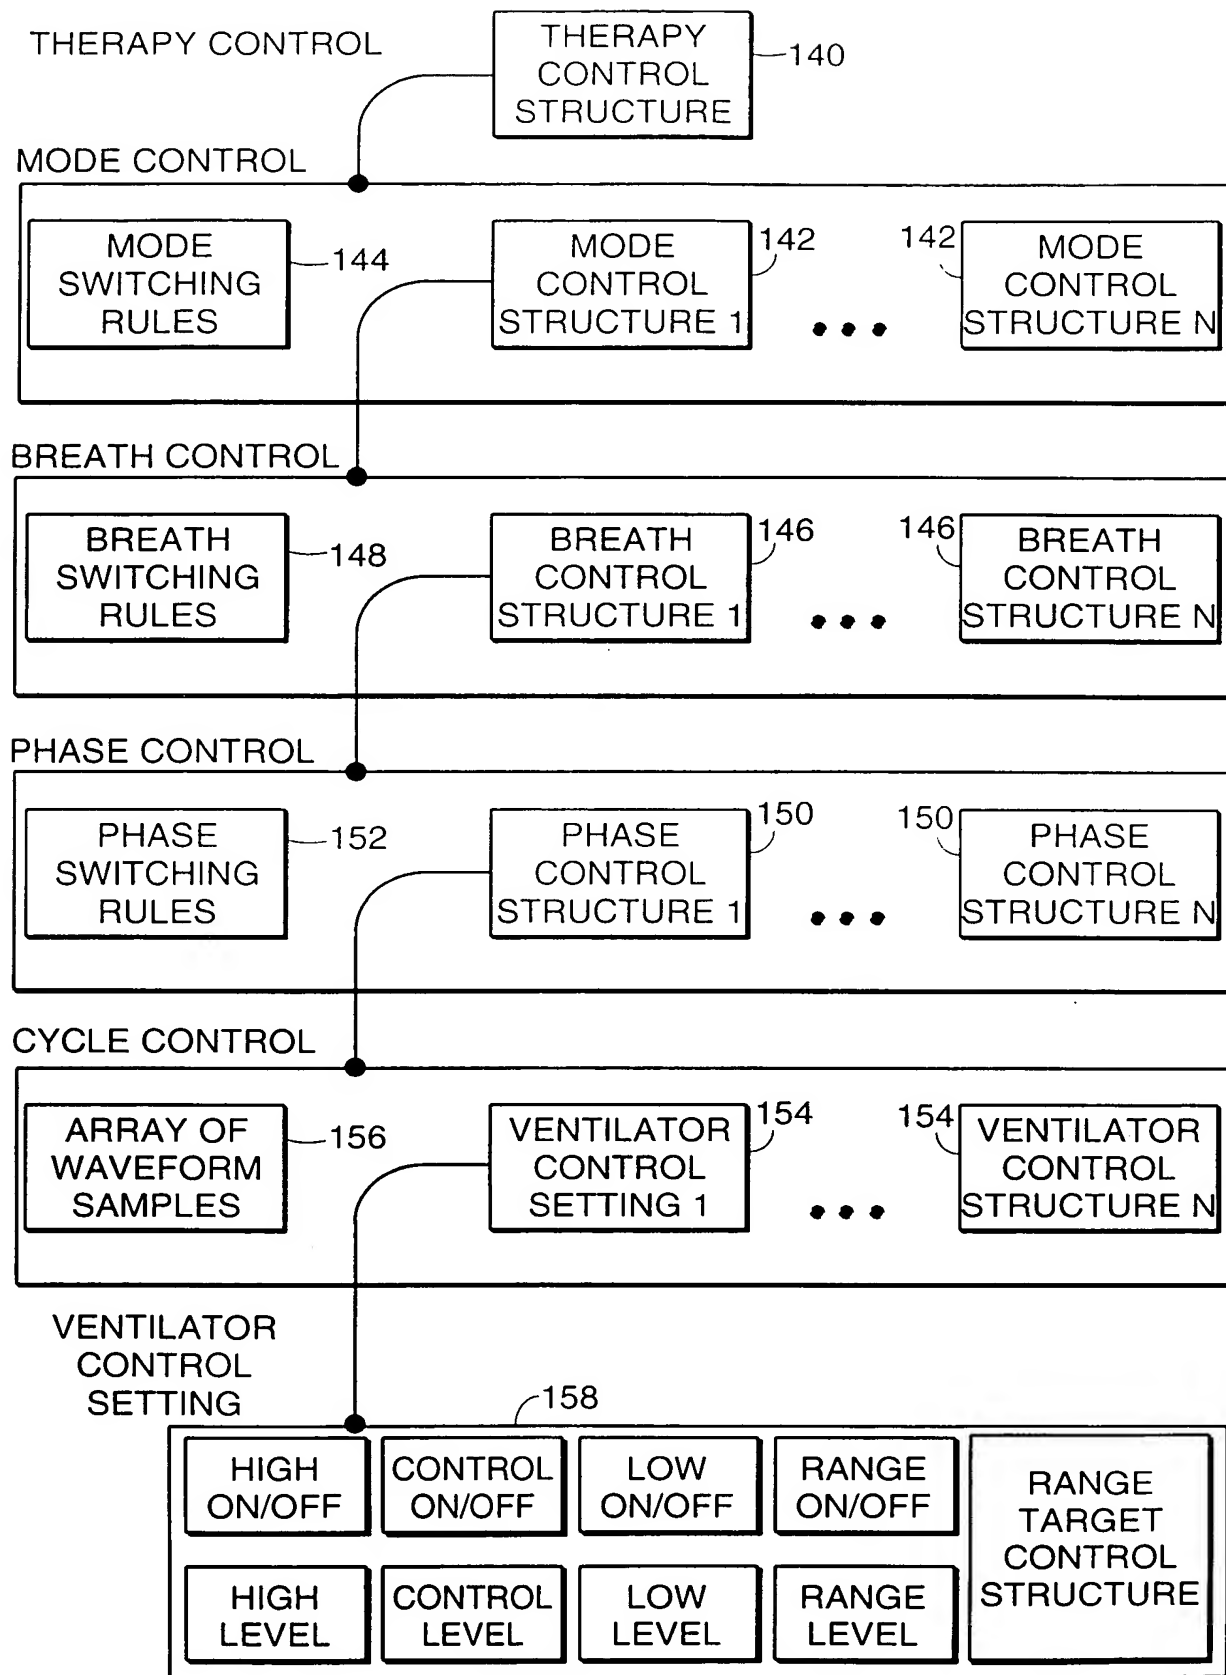 THERAPY CONTROL
THERAPY
CONTROL
STRUCTURE
140
MODE CONTROL
MODE
SWITCHING
RULES
144
MODE
CONTROL
STRUCTURE 1
142
142
MODE
CONTROL
STRUCTURE N
BREATH CONTROL
BREATH
SWITCHING
RULES
148
BREATH
CONTROL
STRUCTURE 1
146
146
BREATH
CONTROL
STRUCTURE N
PHASE CONTROL
PHASE
SWITCHING
RULES
152
PHASE
CONTROL
STRUCTURE 1
150
150
PHASE
CONTROL
STRUCTURE N
CYCLE CONTROL
ARRAY OF
WAVEFORM
SAMPLES
156
VENTILATOR
CONTROL
SETTING 1
154
154
VENTILATOR
CONTROL
STRUCTURE N
VENTILATOR
CONTROL
SETTING
158
HIGH
ON/OFF
CONTROL
ON/OFF
LOW
ON/OFF
RANGE
ON/OFF
RANGE
TARGET
CONTROL
STRUCTURE
HIGH
LEVEL
CONTROL
LEVEL
LOW
LEVEL
RANGE
LEVEL